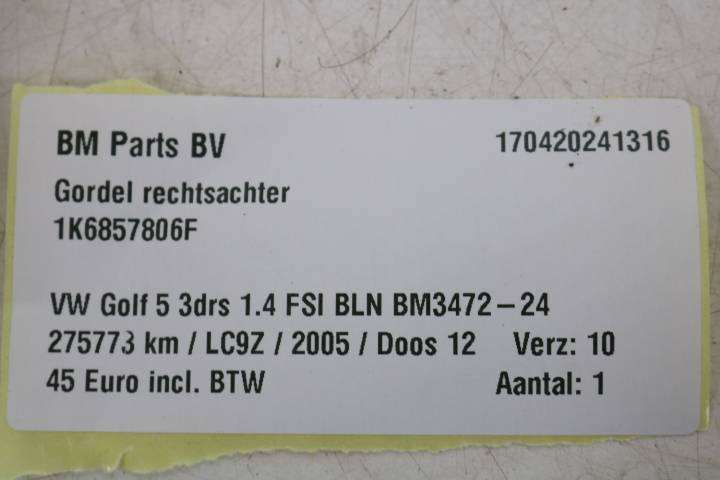 BM Parts BV 170420241316
Gordel rechtsachter
1K6857806F
VW Golf 5 3drs 1.4 FSI BLN BM3472-24
275773 km / LC9Z / 2005 / Doos 12 Verz: 10
45 Euro incl. BTW Aantal: 1